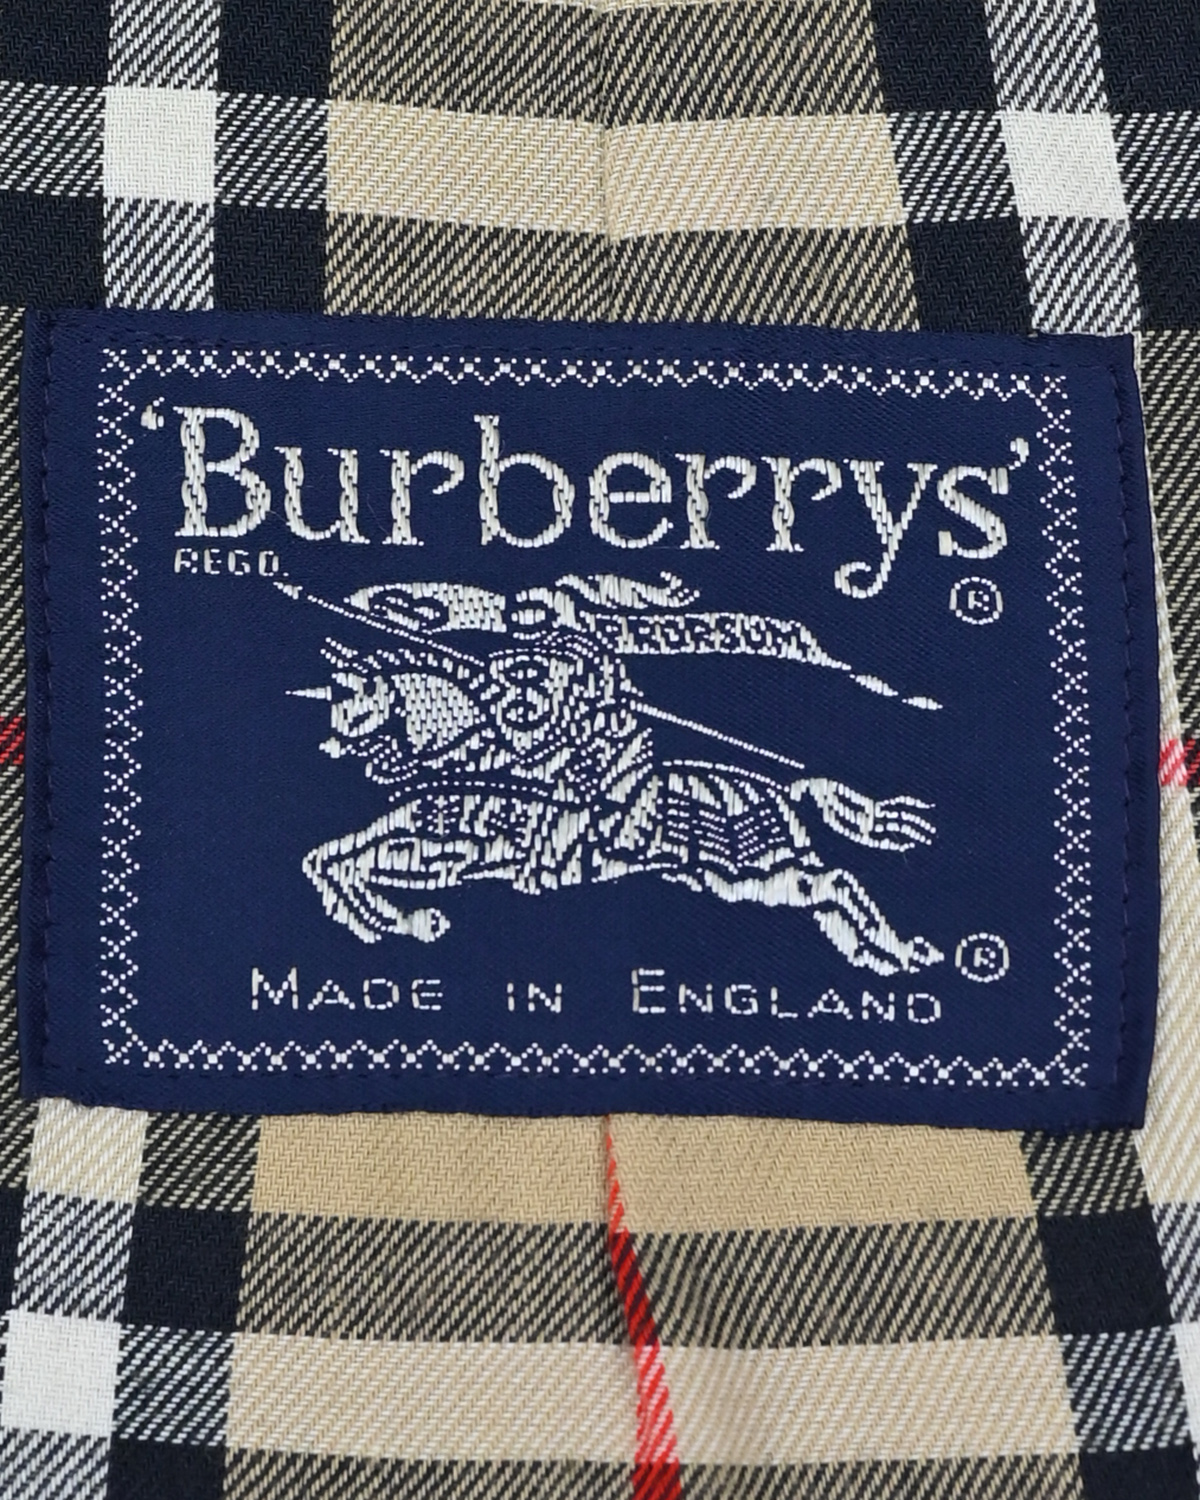 ‘Burberrys’
REGD.
®
PRORSUM
®
MADE IN ENGLAND